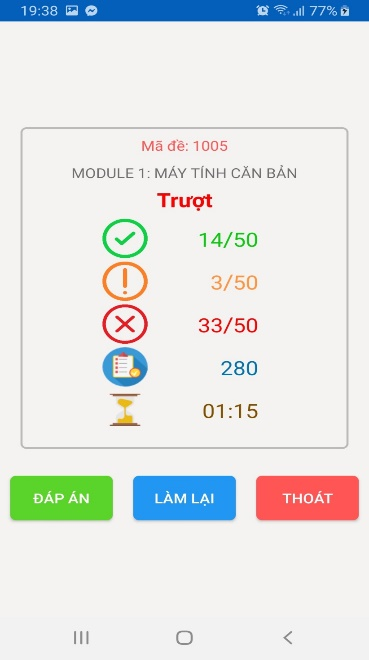 19:38 77%
Mã đề: 1005
MODULE 1: MÁY TÍNH CĂN BẢN
Trượt
14/50
3/50
33/50
280
01:15
ĐÁP ÁN LÀM LẠI THOÁT